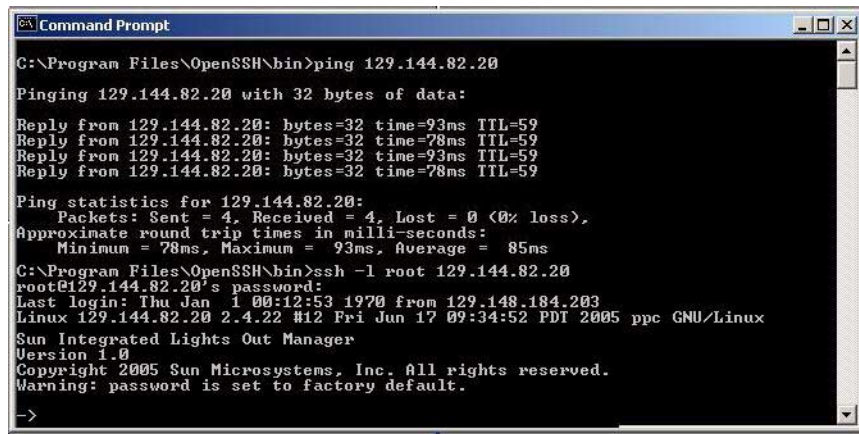 Command Prompt
C:\Program Files\OpenSSH\bin>ping 129.144.82.20
Pinging 129.144.82.20 with 32 bytes of data:
Reply from 129.144.82.20: bytes=32 time=93ms TTL=59
Reply from 129.144.82.20: bytes=32 time=78ms TTL=59
Reply from 129.144.82.20: bytes=32 time=93ms TTL=59
Reply from 129.144.82.20: bytes=32 time=78ms TTL=59
Ping statistics for 129.144.82.20:
    Packets: Sent = 4, Received = 4, Lost = 0 (0% loss),
Approximate round trip times in milli-seconds:
    Minimum = 78ms, Maximum =  93ms, Average =  85ms
C:\Program Files\OpenSSH\bin>ssh -l root 129.144.82.20
root@129.144.82.20's password:
Last login: Thu Jan  1 00:12:53 1970 from 129.148.184.203
Linux 129.144.82.20 2.4.22 #12 Fri Jun 17 09:34:52 PDT 2005 ppc GNU/Linux
Sun Integrated Lights Out Manager
Version 1.0
Copyright 2005 Sun Microsystems, Inc. All rights reserved.
Warning: password is set to factory default.
->